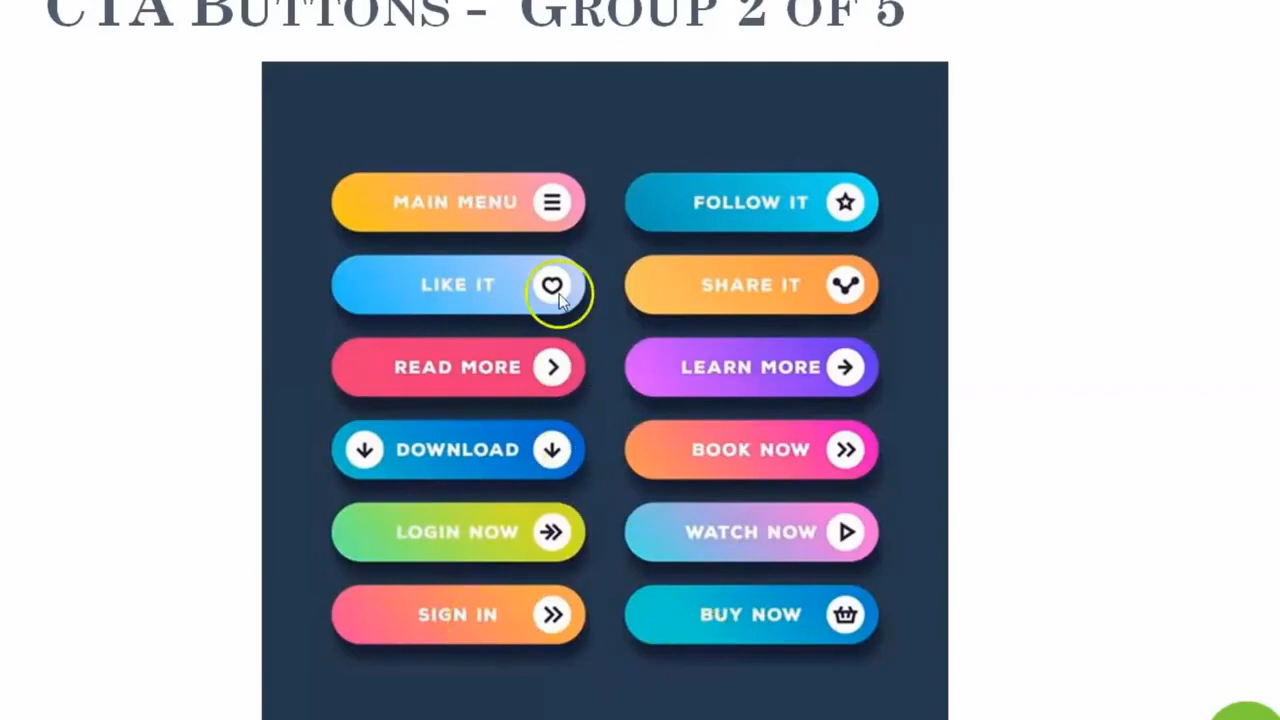 CTA BUTTONS - GROUP 2 OF 5
MAIN MENU
FOLLOW IT
LIKE IT
SHARE IT
READ MORE
LEARN MORE
DOWNLOAD
BOOK NOW
LOGIN NOW
WATCH NOW
SIGN IN
BUY NOW